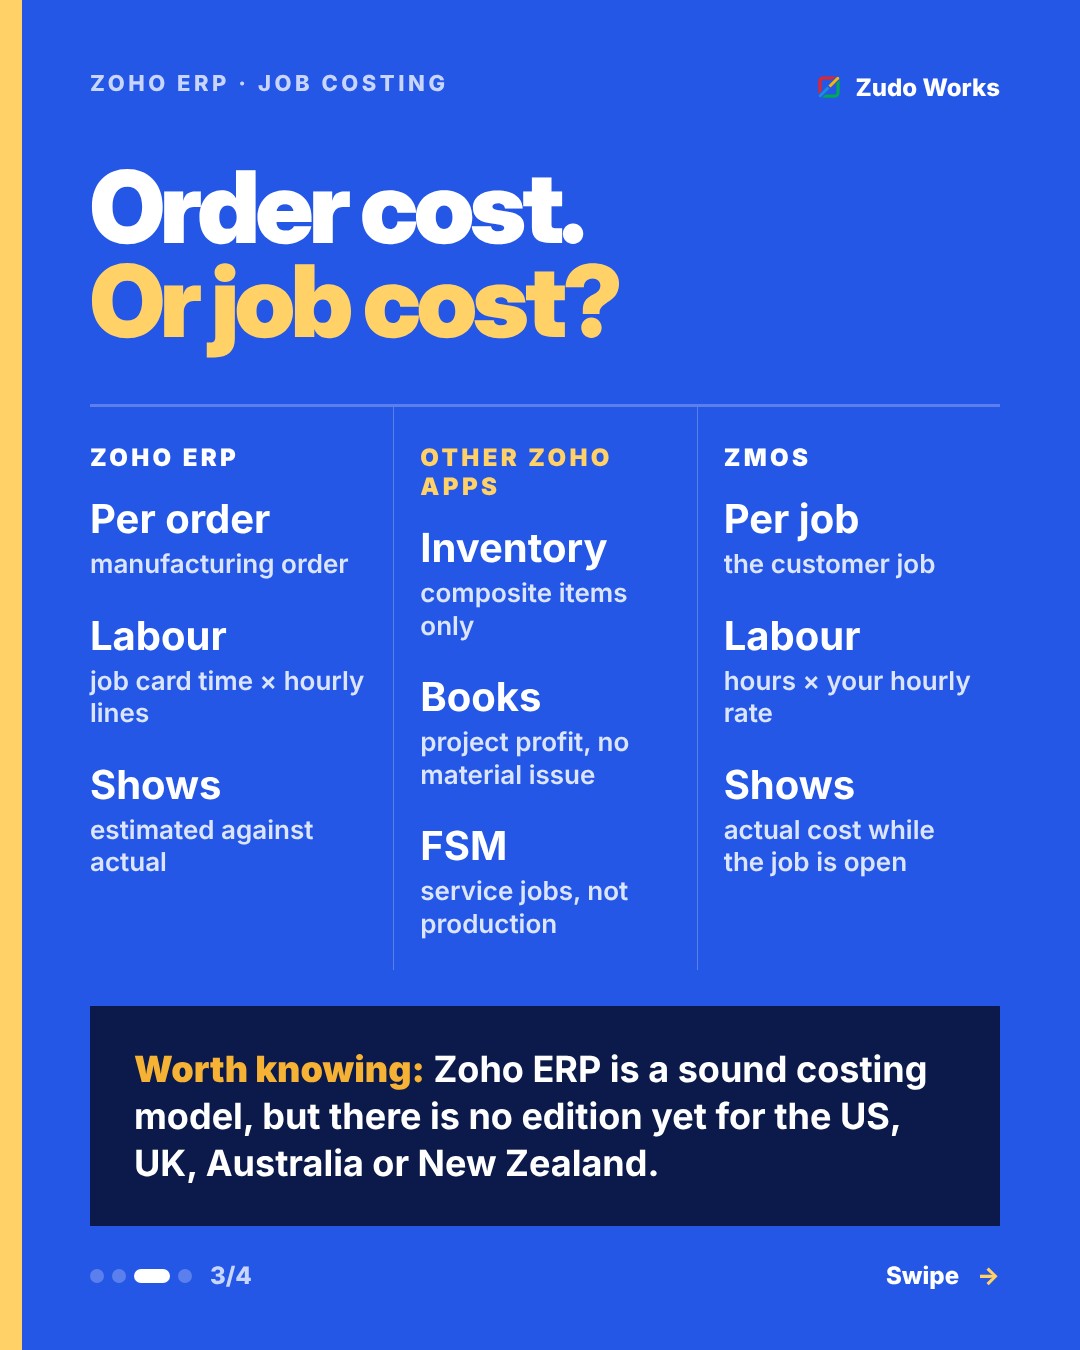 ZOHO ERP · JOB COSTING
Zudo Works
Order cost.
Or job cost?
ZOHO ERP
Per order
manufacturing order
Labour
job card time × hourly
lines
Shows
estimated against
actual
OTHER ZOHO
APPS
Inventory
composite items
only
Books
project profit, no
material issue
FSM
service jobs, not
production
ZMOS
Per job
the customer job
Labour
hours × your hourly
rate
Shows
actual cost while
the job is open
Worth knowing: Zoho ERP is a sound costing
model, but there is no edition yet for the US,
UK, Australia or New Zealand.
3/4
Swipe →